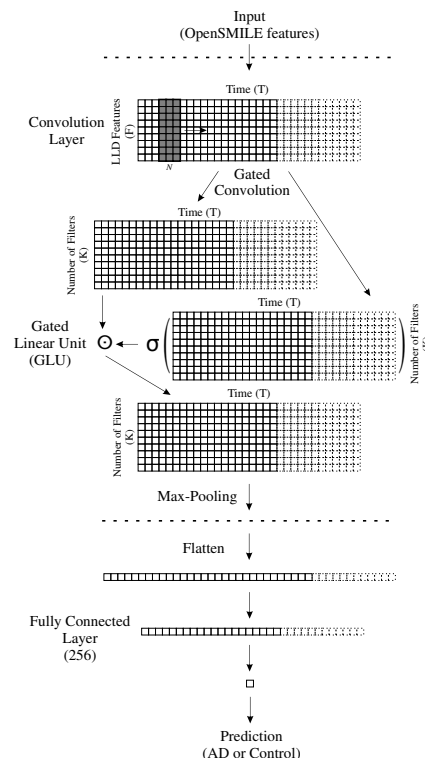 Input
(OpenSMILE features)
Time (T)
Convolution
Layer
LLD Features
(F)
N
Gated
Convolution
Time (T)
Number of Filters
(K)
Time (T)
Gated
Linear Unit
(GLU)
⊙
σ
Number of Filters
Time (T)
Number of Filters
(K)
Max-Pooling
Flatten
Fully Connected
Layer
(256)
Prediction
(AD or Control)